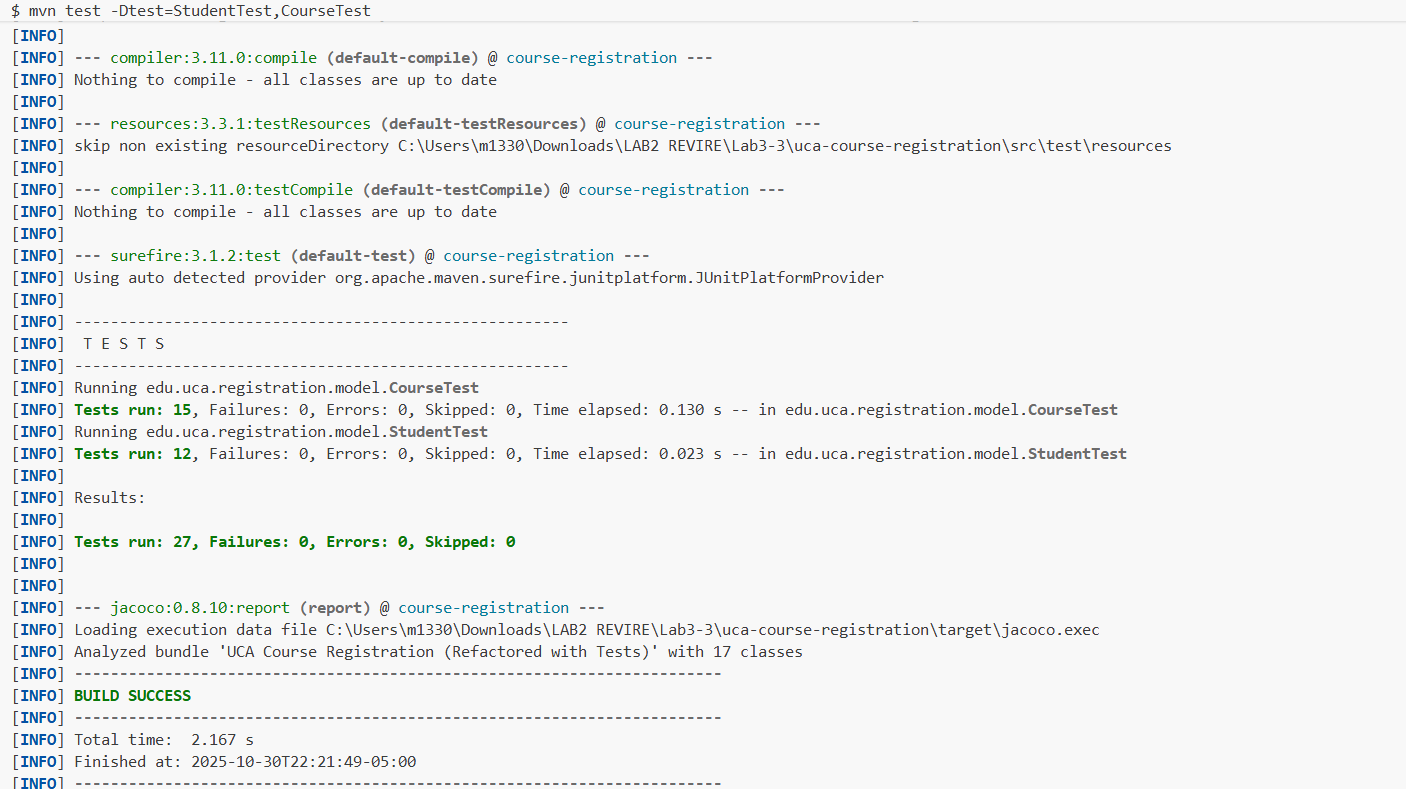 $ mvn test -Dtest=StudentTest,CourseTest
[INFO]
[INFO] --- compiler:3.11.0:compile (default-compile) @ course-registration ---
[INFO] Nothing to compile - all classes are up to date
[INFO]
[INFO] --- resources:3.3.1:testResources (default-testResources) @ course-registration ---
[INFO] skip non existing resourceDirectory C:\Users\m1330\Downloads\LAB2 REVIRE\Lab3-3\uca-course-registration\src\test\resources
[INFO]
[INFO] --- compiler:3.11.0:testCompile (default-testCompile) @ course-registration ---
[INFO] Nothing to compile - all classes are up to date
[INFO]
[INFO] --- surefire:3.1.2:test (default-test) @ course-registration ---
[INFO] Using auto detected provider org.apache.maven.surefire.junitplatform.JUnitPlatformProvider
[INFO]
[INFO] -------------------------------------------------------
[INFO]  T E S T S
[INFO] -------------------------------------------------------
[INFO] Running edu.uca.registration.model.CourseTest
[INFO] Tests run: 15, Failures: 0, Errors: 0, Skipped: 0, Time elapsed: 0.130 s -- in edu.uca.registration.model.CourseTest
[INFO] Running edu.uca.registration.model.StudentTest
[INFO] Tests run: 12, Failures: 0, Errors: 0, Skipped: 0, Time elapsed: 0.023 s -- in edu.uca.registration.model.StudentTest
[INFO]
[INFO] Results:
[INFO]
[INFO] Tests run: 27, Failures: 0, Errors: 0, Skipped: 0
[INFO]
[INFO]
[INFO] --- jacoco:0.8.10:report (report) @ course-registration ---
[INFO] Loading execution data file C:\Users\m1330\Downloads\LAB2 REVIRE\Lab3-3\uca-course-registration\target\jacoco.exec
[INFO] Analyzed bundle 'UCA Course Registration (Refactored with Tests)' with 17 classes
[INFO] ------------------------------------------------------------------------
[INFO] BUILD SUCCESS
[INFO] ------------------------------------------------------------------------
[INFO] Total time:  2.167 s
[INFO] Finished at: 2025-10-30T22:21:49-05:00
[INFO] ------------------------------------------------------------------------